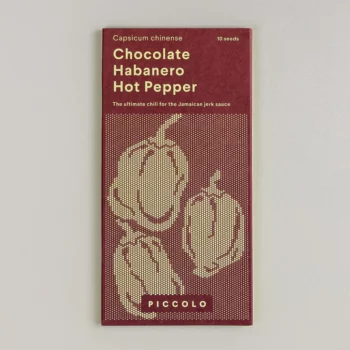 Capsicum chinense
10 seeds
Chocolate
Habanero
Hot Pepper
The ultimate chili for the Jamaican jerk sauce
PICCOLO